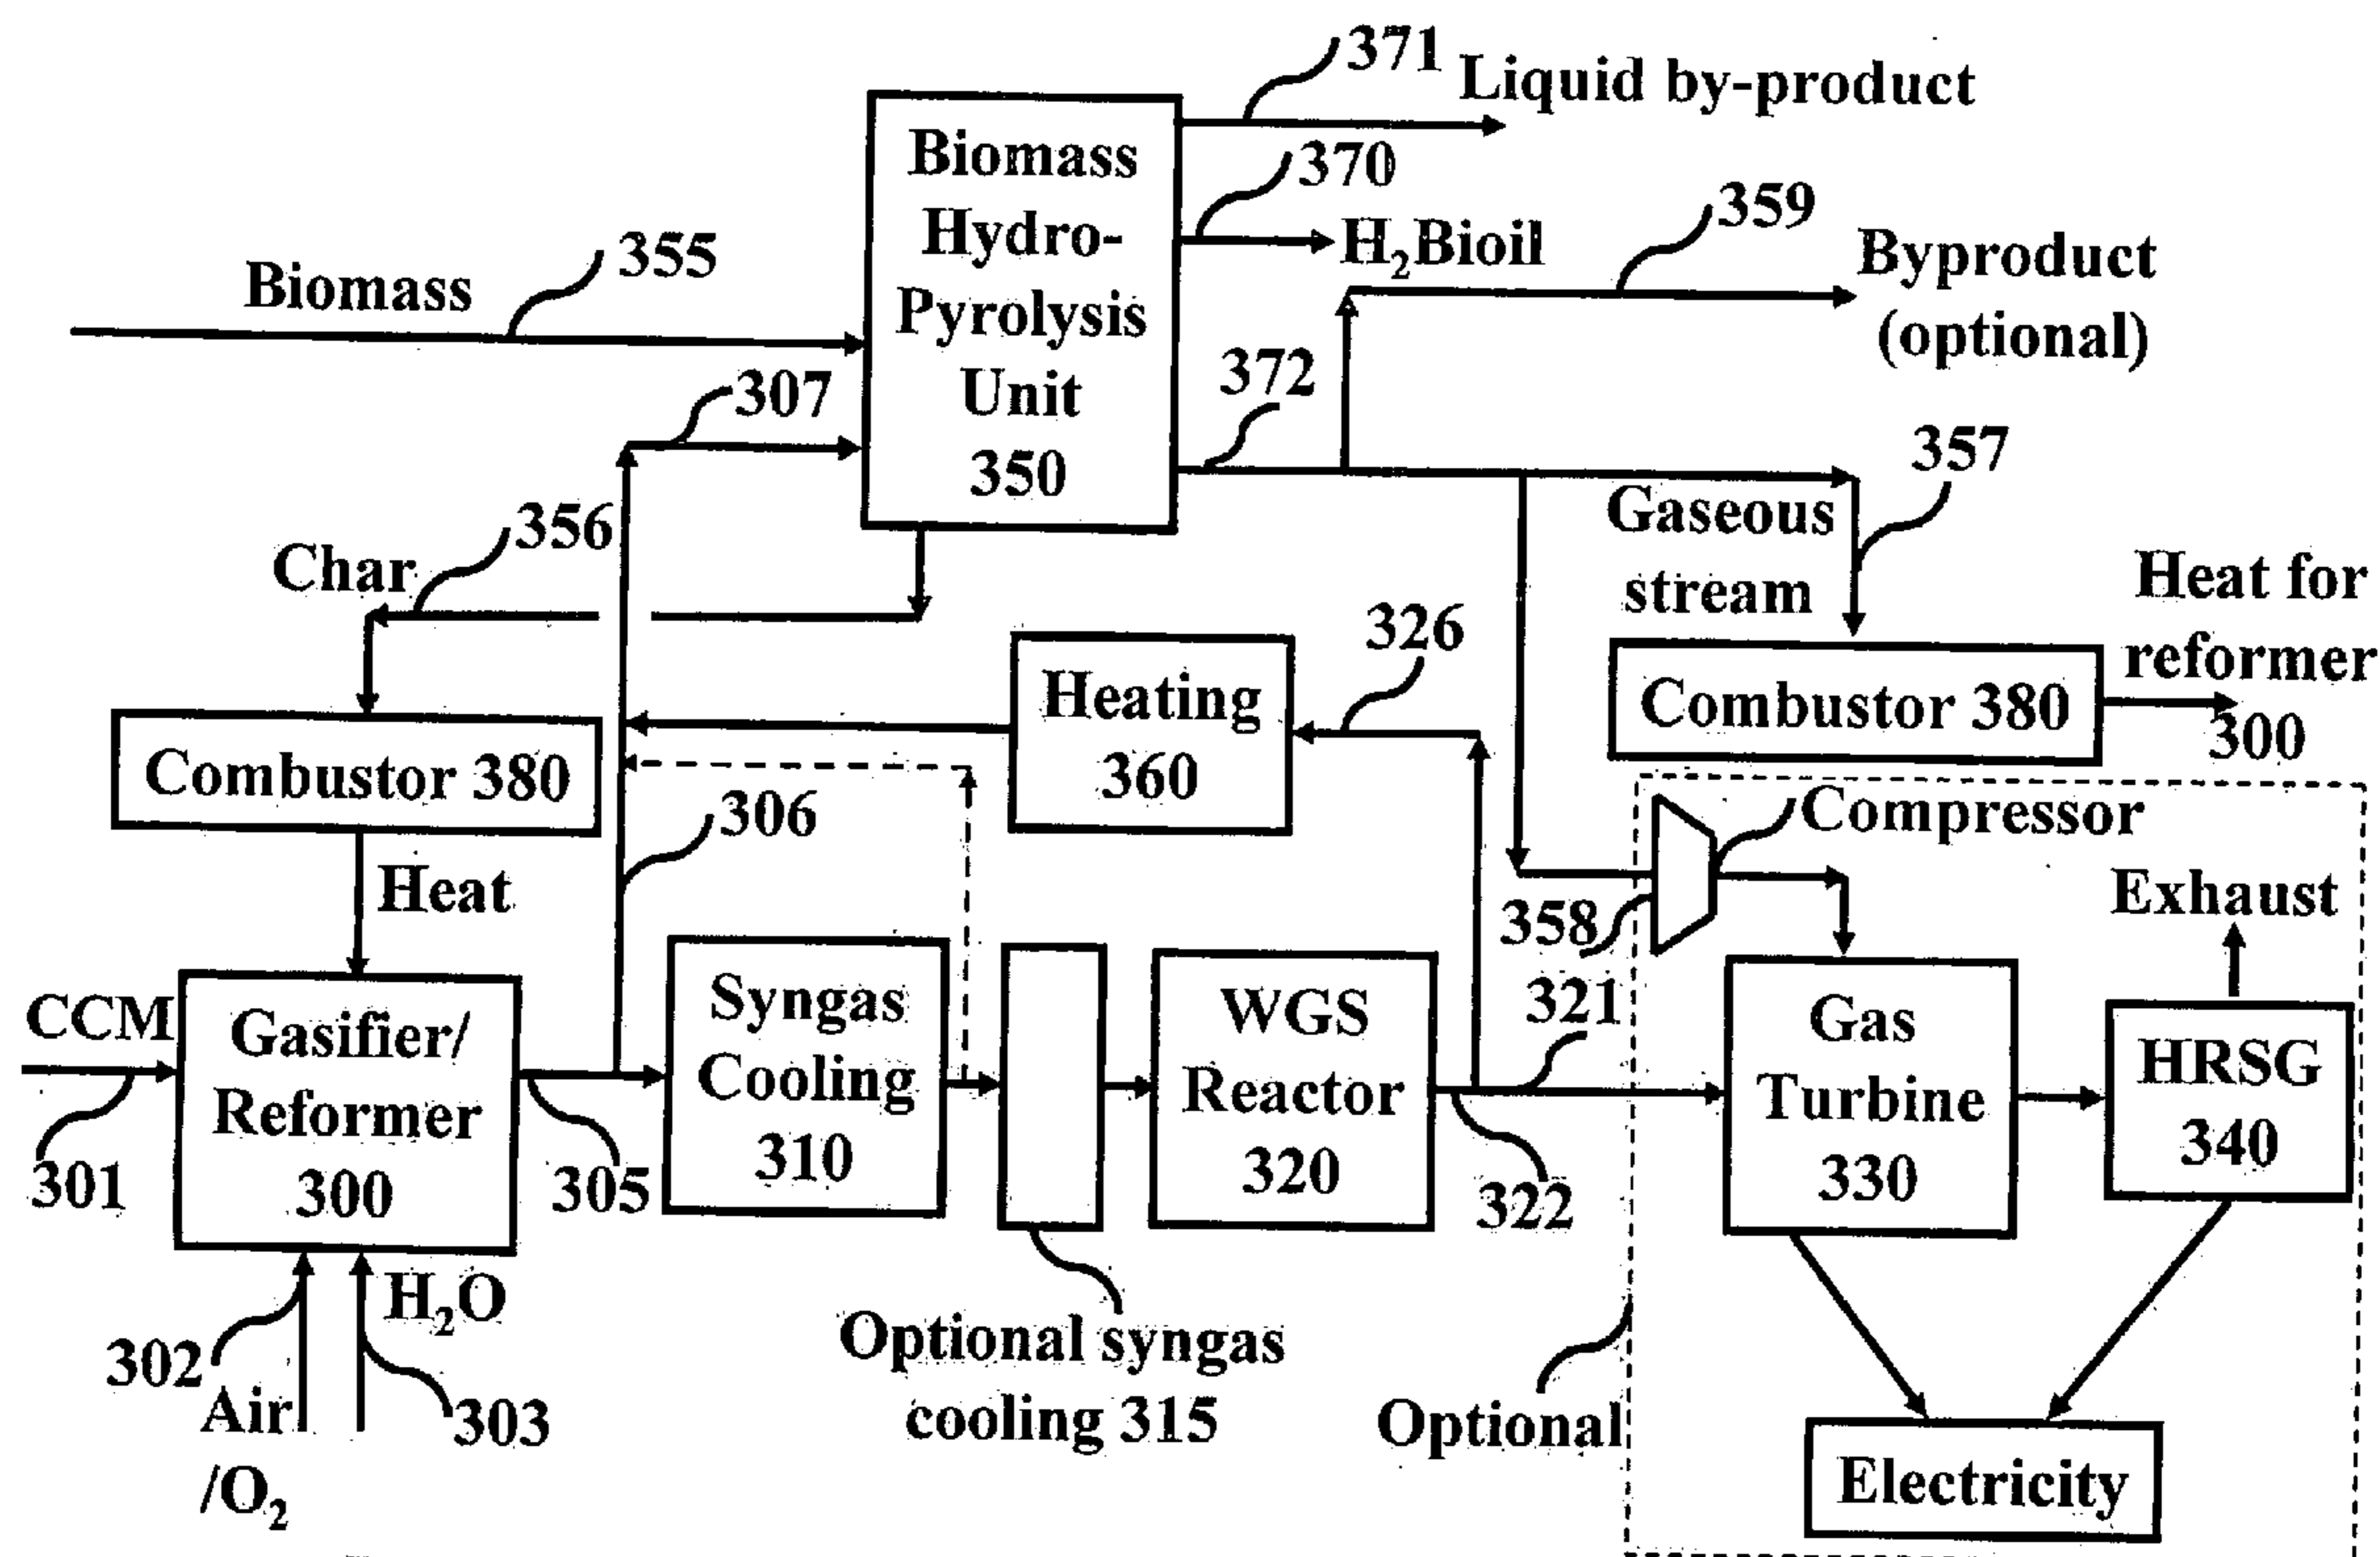 371
Liquid by-product
Biomass
Hydro-
Pyrolysis
Unit
350
370
H₂Bioil
359
Byproduct
(optional)
Biomass
355
307
372
357
Gaseous
stream
356
Char
326
Heat for
reformer
300
Heating
360
Combustor 380
Combustor 380
306
Compressor
Heat
358
Exhaust
CCM
Gasifier/
Reformer
300
Syngas
Cooling
310
WGS
Reactor
320
321
Gas
Turbine
330
HRSG
340
301
305
322
H₂O
302
Air
/O₂
303
Optional syngas
cooling 315
Optional
Electricity